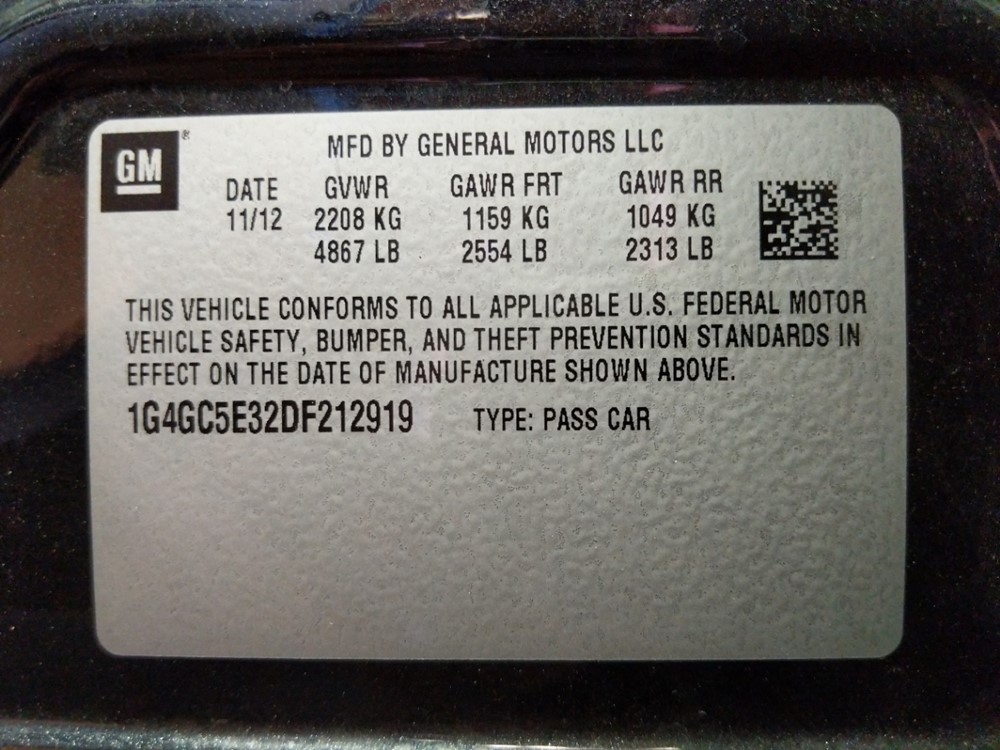 GM ®
MFD BY GENERAL MOTORS LLC
DATE GVWR GAWR FRT GAWR RR
11/12 2208 KG 1159 KG 1049 KG
4867 LB 2554 LB 2313 LB
THIS VEHICLE CONFORMS TO ALL APPLICABLE U.S. FEDERAL MOTOR
VEHICLE SAFETY, BUMPER, AND THEFT PREVENTION STANDARDS IN
EFFECT ON THE DATE OF MANUFACTURE SHOWN ABOVE.
1G4GC5E32DF212919 TYPE: PASS CAR